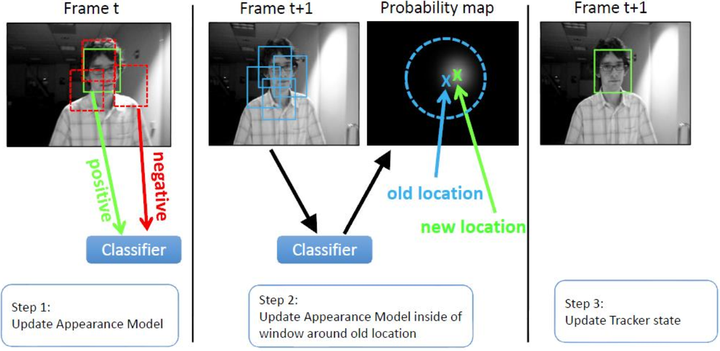 Frame t
positive
negative
Classifier
Step 1:
Update Appearance Model
Frame t+1
Probability map
x
x
old location
new location
Classifier
Step 2:
Update Appearance Model inside of
window around old location
Frame t+1
Step 3:
Update Tracker state